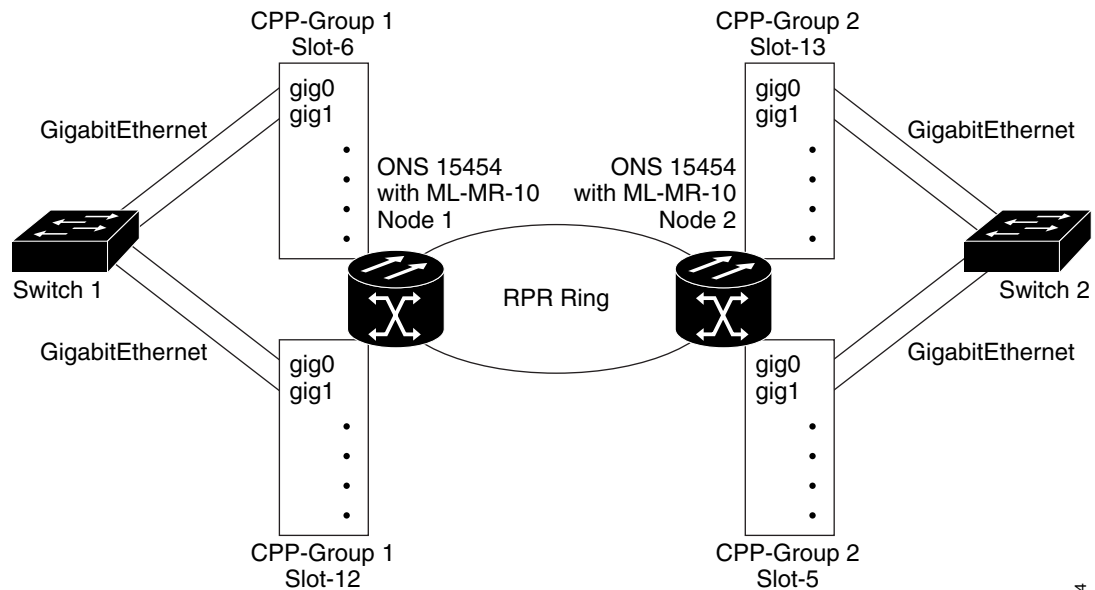 CPP-Group 1
Slot-6
CPP-Group 2
Slot-13
gig0
gig1
gig0
gig1
GigabitEthernet
GigabitEthernet
ONS 15454
with ML-MR-10
Node 1
ONS 15454
with ML-MR-10
Node 2
Switch 1
RPR Ring
Switch 2
GigabitEthernet
GigabitEthernet
gig0
gig1
gig0
gig1
CPP-Group 1
Slot-12
CPP-Group 2
Slot-5